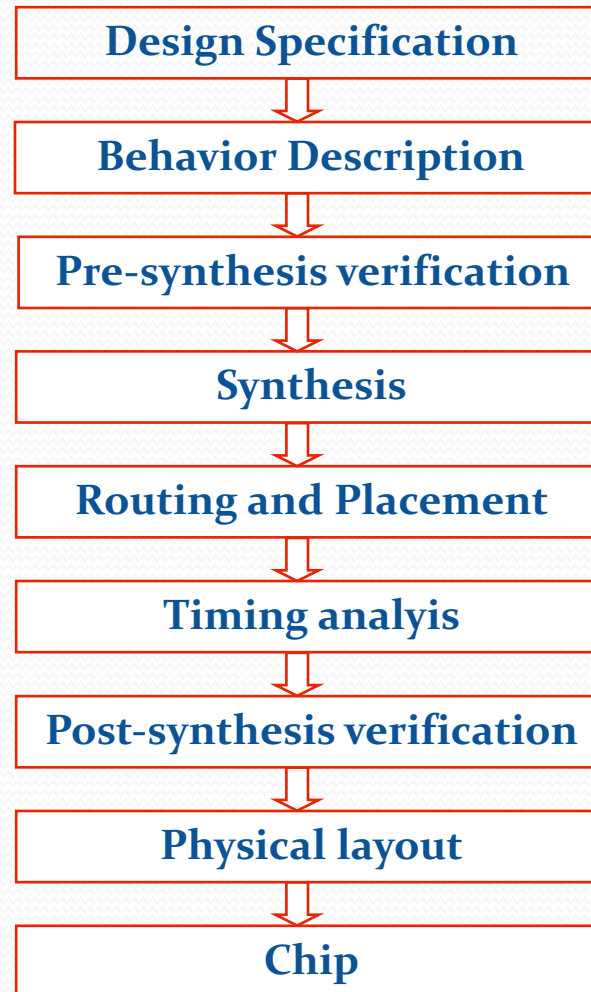 Design Specification
Behavior Description
Pre-synthesis verification
Synthesis
Routing and Placement
Timing analyis
Post-synthesis verification
Physical layout
Chip